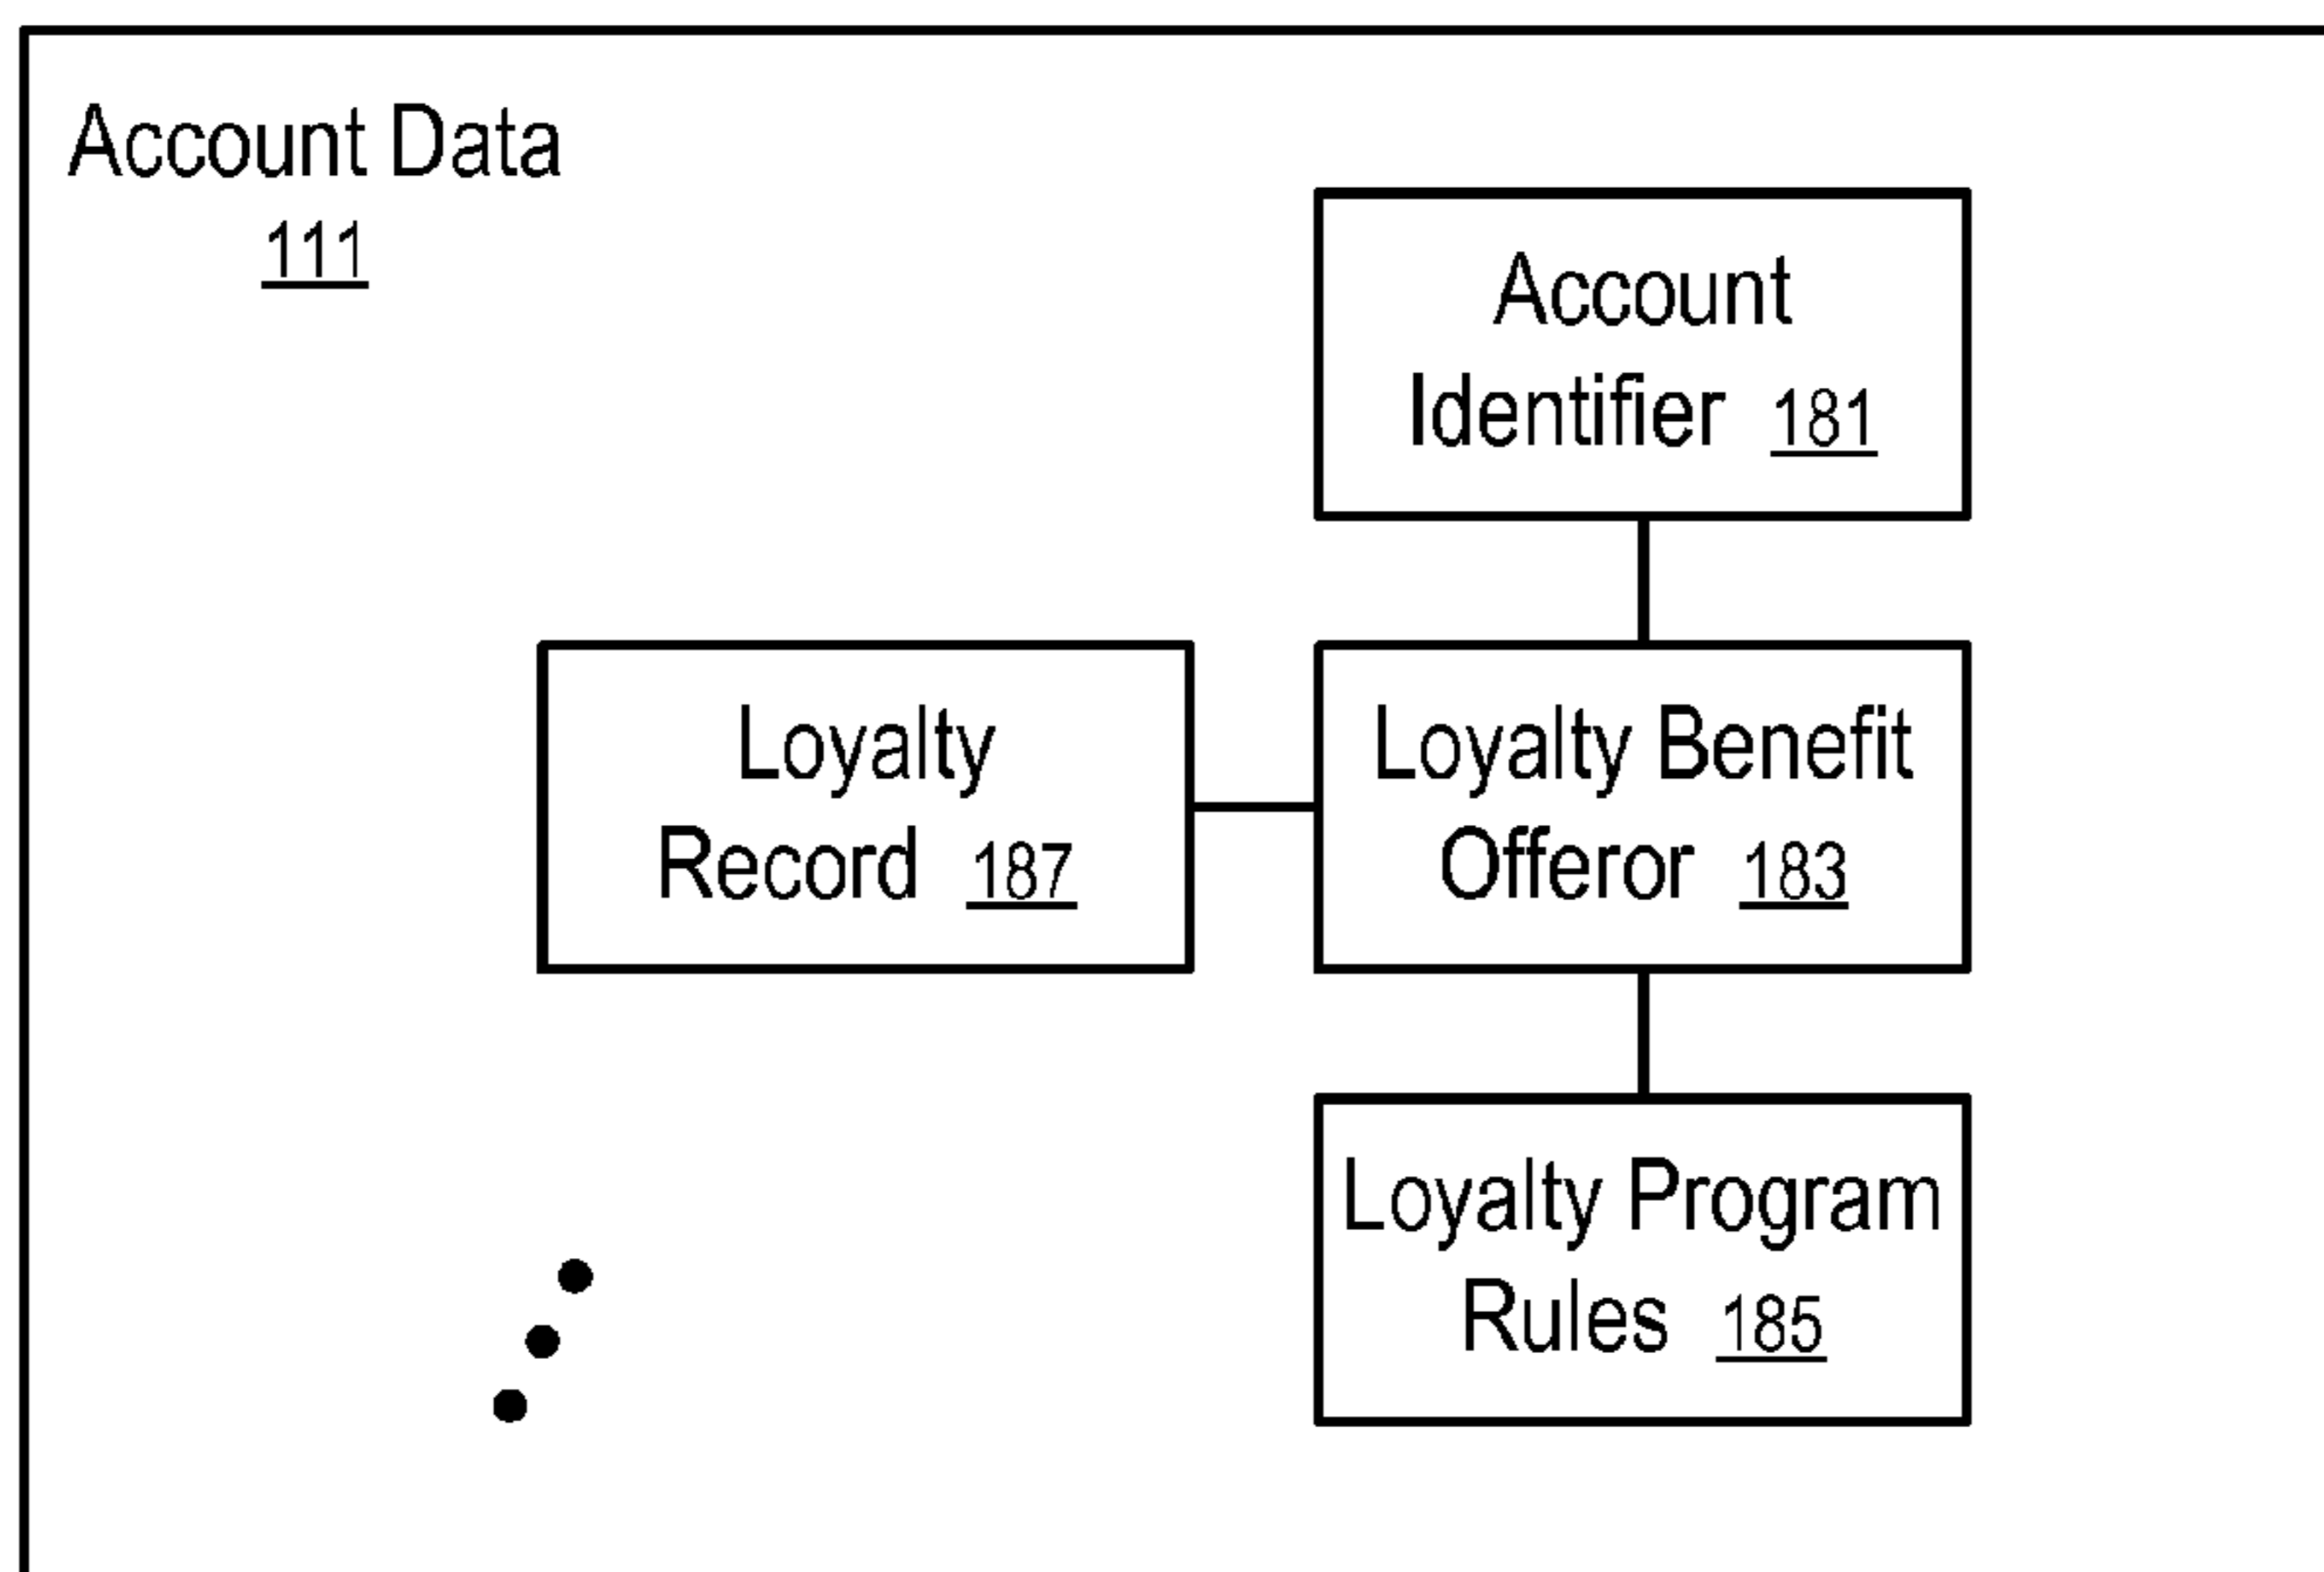 Account Data
111
Account
Identifier 181
Loyalty
Record 187
Loyalty Benefit
Offeror 183
Loyalty Program
Rules 185